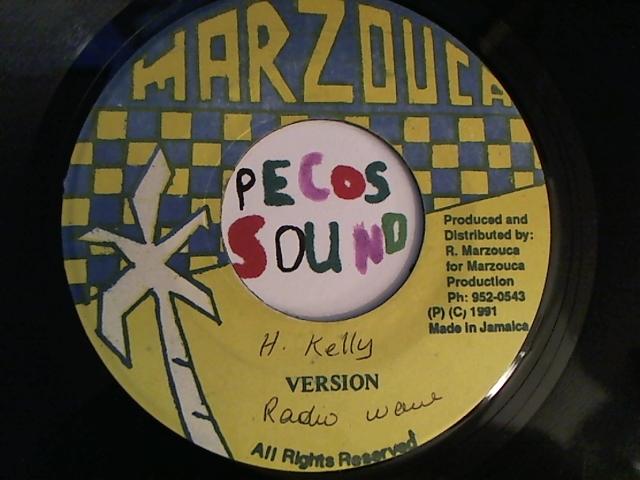 MARZOUCA
PECOS
SOUND
Produced and
Distributed by:
R. Marzouca
for Marzouca
Production
Ph: 952-0543
(P) (C) 1991
Made in Jamaica
H. Kelly
VERSION
Radio wave
All Rights Reserved